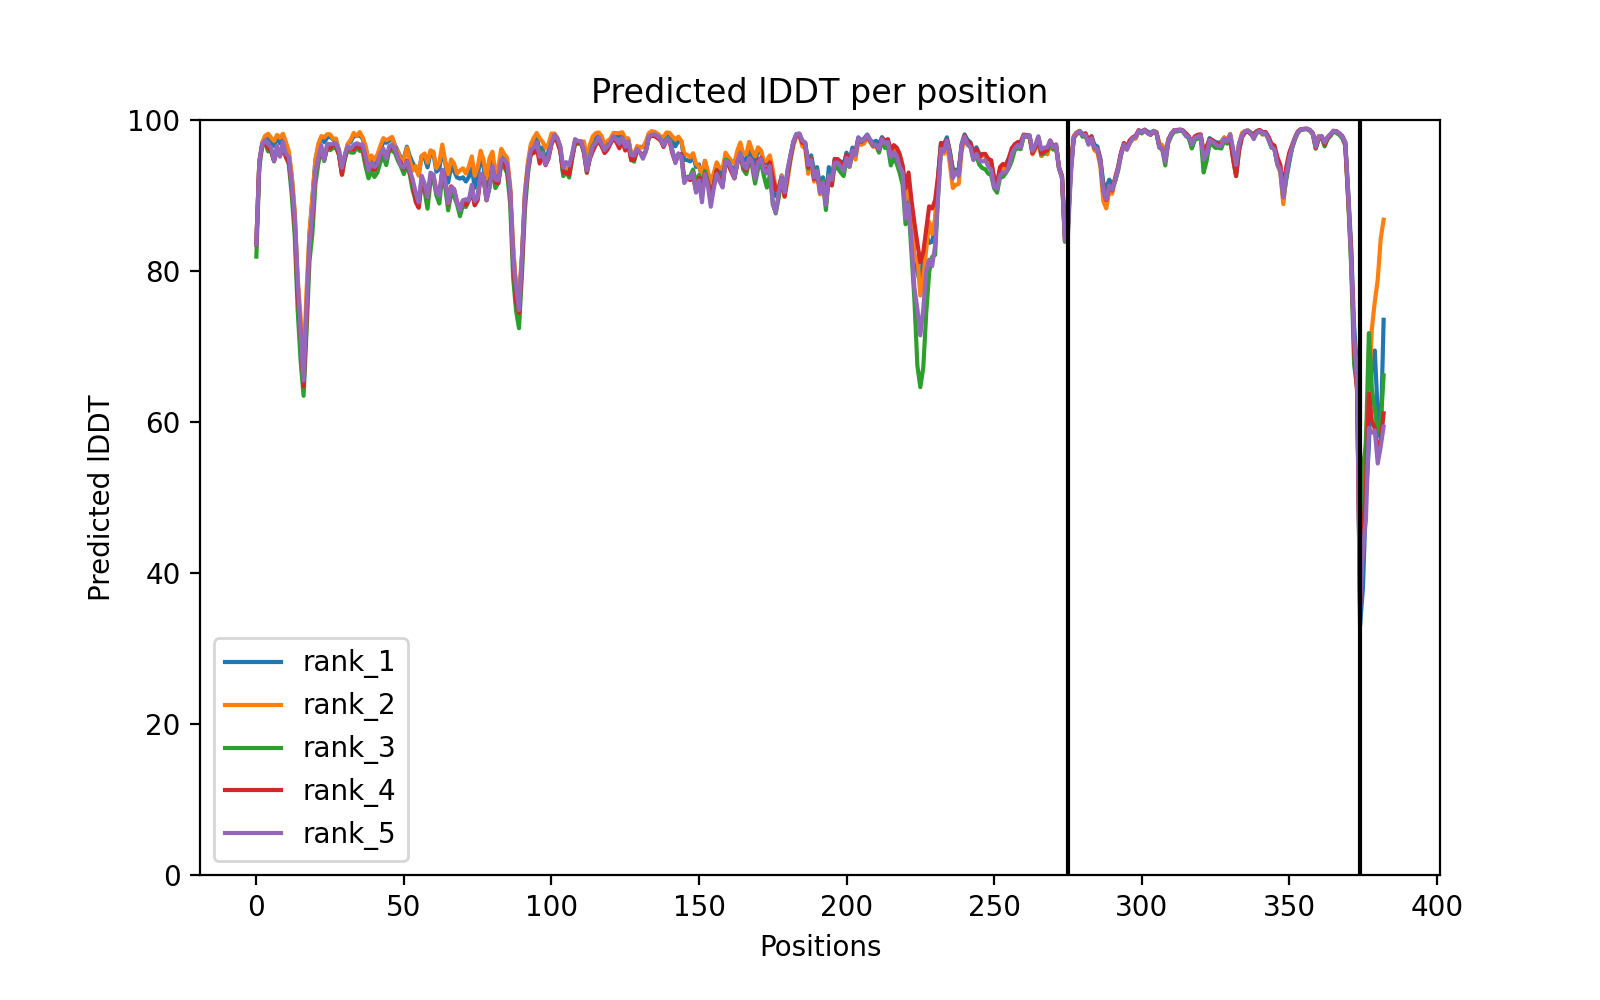 Predicted lDDT per position
100
80
60
40
20
0
Predicted lDDT
rank_1
rank_2
rank_3
rank_4
rank_5
0 50 100 150 200 250 300 350 400
Positions